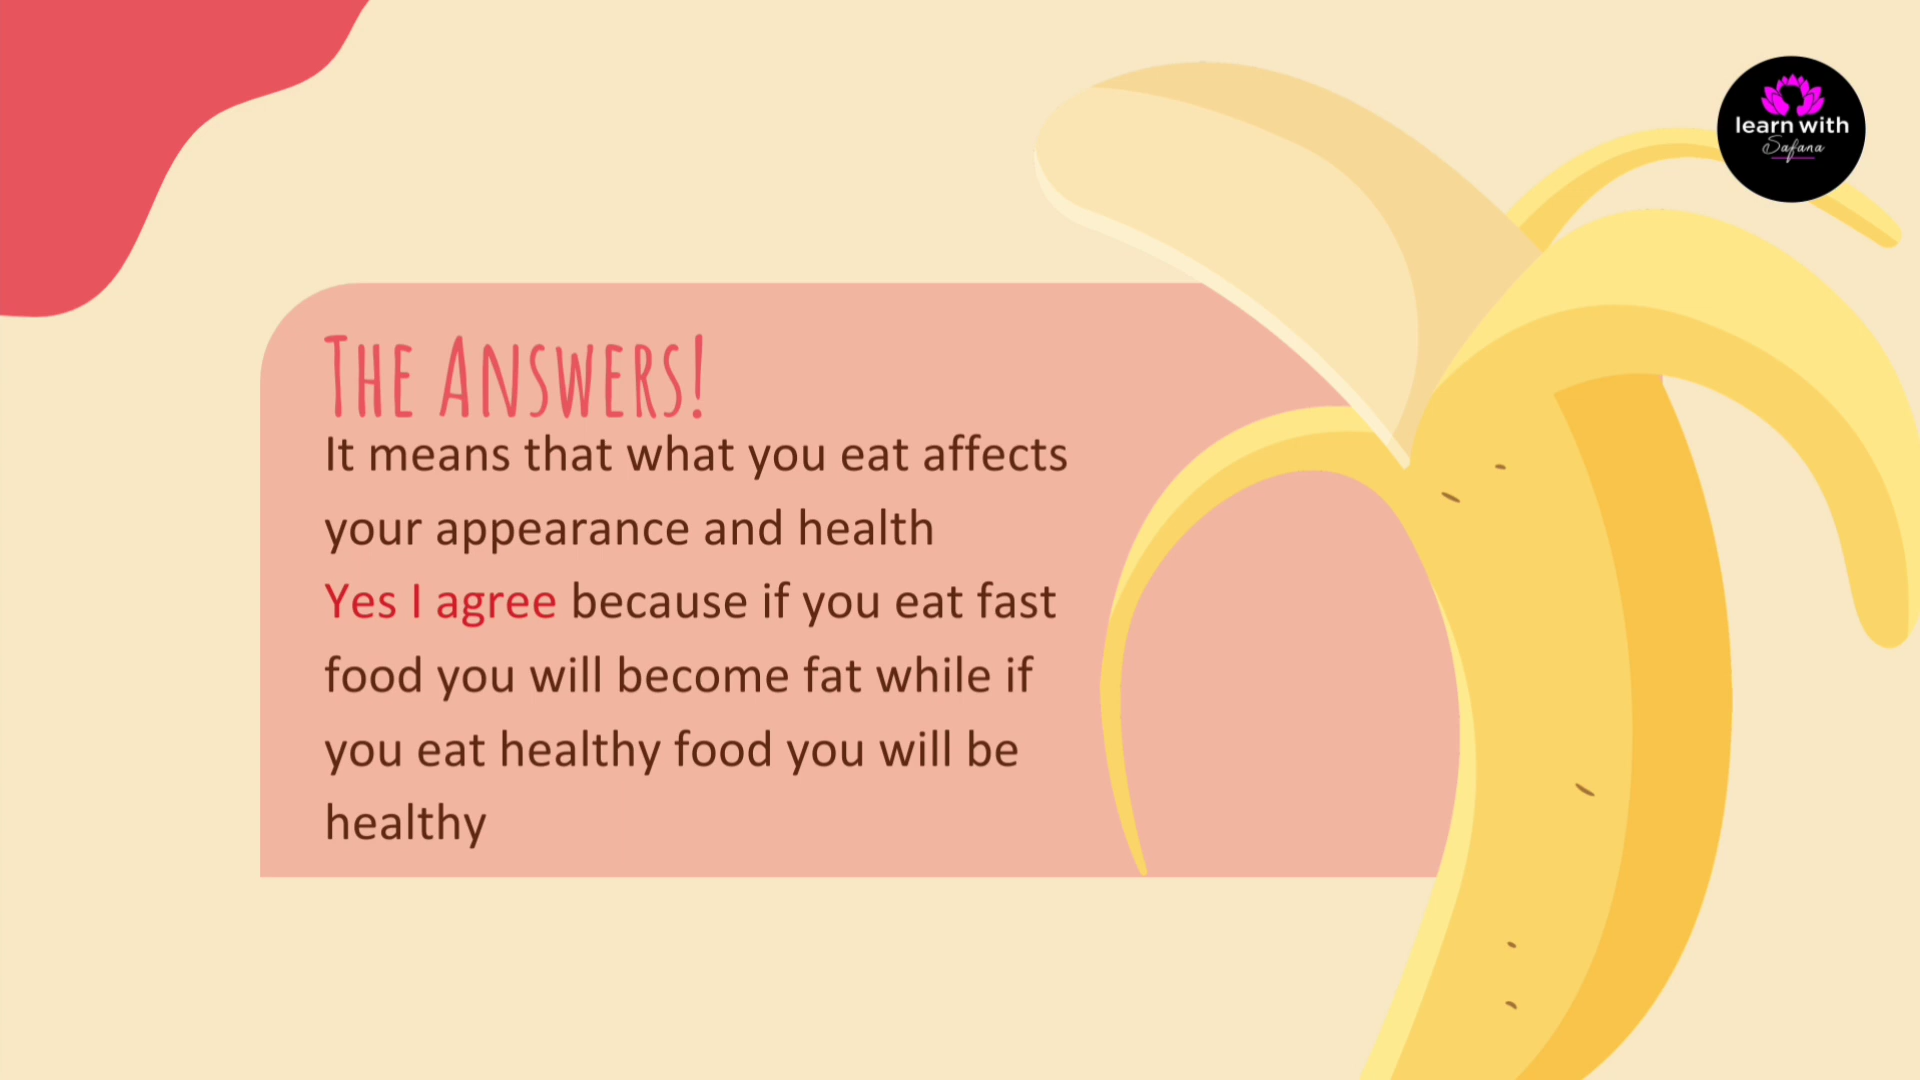 learn with
Safana
The Answers!
It means that what you eat affects
your appearance and health
Yes I agree because if you eat fast
food you will become fat while if
you eat healthy food you will be
healthy